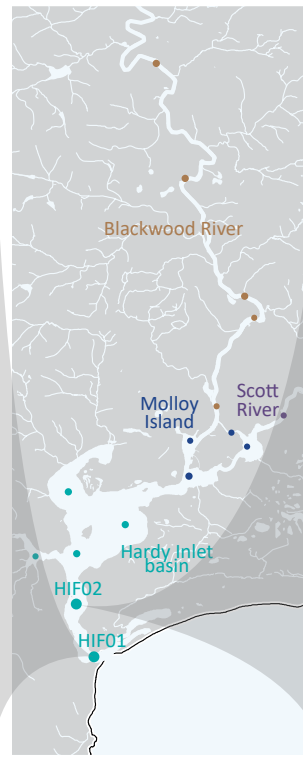 Blackwood River
Scott
River
Molloy
Island
Hardy Inlet
basin
HIF02
HIF01